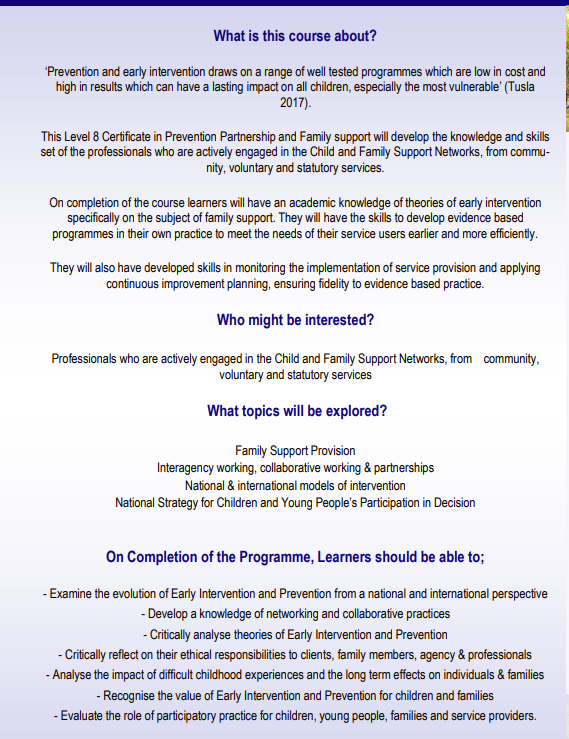 What is this course about?
‘Prevention and early intervention draws on a range of well tested programmes which are low in cost and
high in results which can have a lasting impact on all children, especially the most vulnerable’ (Tusla
2017).
This Level 8 Certificate in Prevention Partnership and Family support will develop the knowledge and skills
set of the professionals who are actively engaged in the Child and Family Support Networks, from commu-
nity, voluntary and statutory services.
On completion of the course learners will have an academic knowledge of theories of early intervention
specifically on the subject of family support. They will have the skills to develop evidence based
programmes in their own practice to meet the needs of their service users earlier and more efficiently.
They will also have developed skills in monitoring the implementation of service provision and applying
continuous improvement planning, ensuring fidelity to evidence based practice.
Who might be interested?
Professionals who are actively engaged in the Child and Family Support Networks, from community,
voluntary and statutory services
What topics will be explored?
Family Support Provision
Interagency working, collaborative working & partnerships
National & international models of intervention
National Strategy for Children and Young People’s Participation in Decision
On Completion of the Programme, Learners should be able to;
- Examine the evolution of Early Intervention and Prevention from a national and international perspective
- Develop a knowledge of networking and collaborative practices
- Critically analyse theories of Early Intervention and Prevention
- Critically reflect on their ethical responsibilities to clients, family members, agency & professionals
- Analyse the impact of difficult childhood experiences and the long term effects on individuals & families
- Recognise the value of Early Intervention and Prevention for children and families
- Evaluate the role of participatory practice for children, young people, families and service providers.